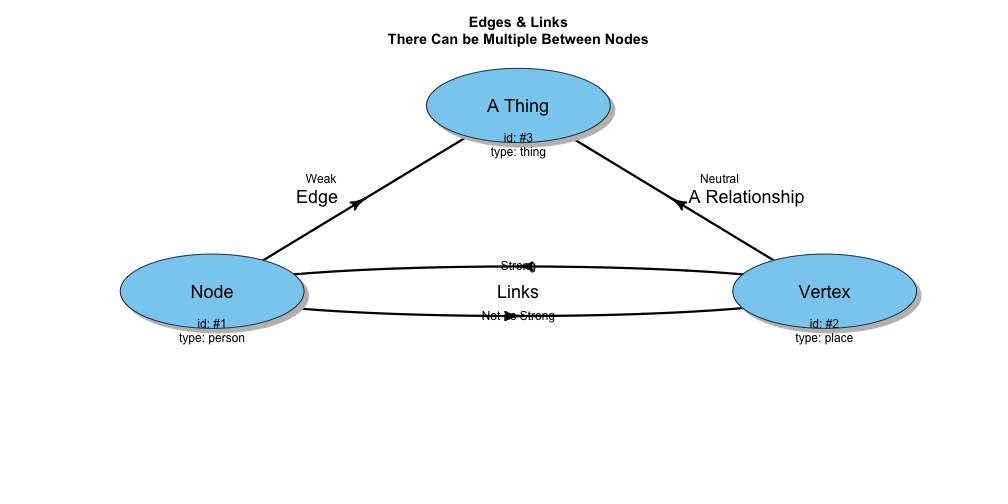 Edges & Links
There Can be Multiple Between Nodes
A Thing
id: #3
type: thing
Weak
Edge
Neutral
A Relationship
Strong
Node
Links
Vertex
Not So Strong
id: #1
type: person
id: #2
type: place